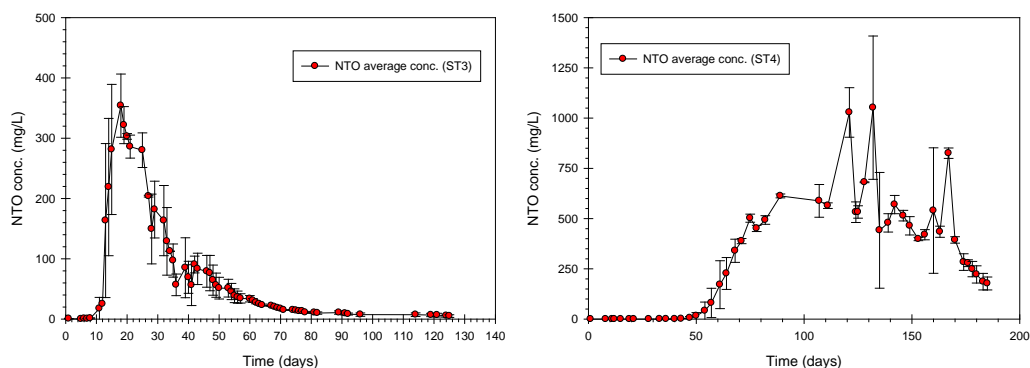 500
400
300
200
100
0
NTO conc. (mg/L)
NTO average conc. (ST3)
0 10 20 30 40 50 60 70 80 90 100 110 120 130 140
Time (days)
1500
1250
1000
750
500
250
0
NTO conc. (mg/L)
NTO average conc. (ST4)
0 50 100 150 200
Time (days)